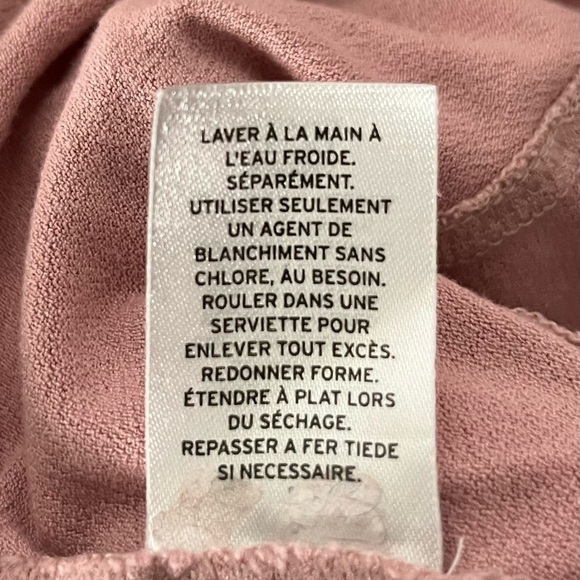 LAVER À LA MAIN À
L'EAU FROIDE.
SÉPARÉMENT.
UTILISER SEULEMENT
UN AGENT DE
BLANCHIMENT SANS
CHLORE, AU BESOIN.
ROULER DANS UNE
SERVIETTE POUR
ENLEVER TOUT EXCÈS.
REDONNER FORME.
ÉTENDRE À PLAT LORS
DU SÉCHAGE.
REPASSER A FER TIEDE
SI NECESSAIRE.